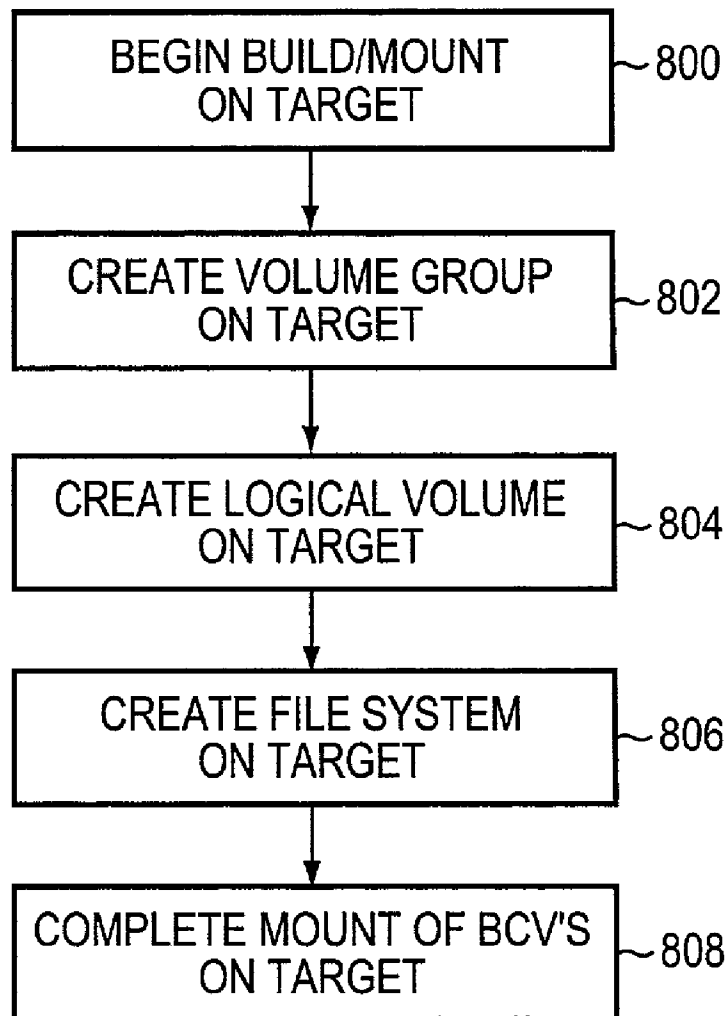 BEGIN BUILD/MOUNT
ON TARGET
800
CREATE VOLUME GROUP
ON TARGET
802
CREATE LOGICAL VOLUME
ON TARGET
804
CREATE FILE SYSTEM
ON TARGET
806
COMPLETE MOUNT OF BCV'S
ON TARGET
808